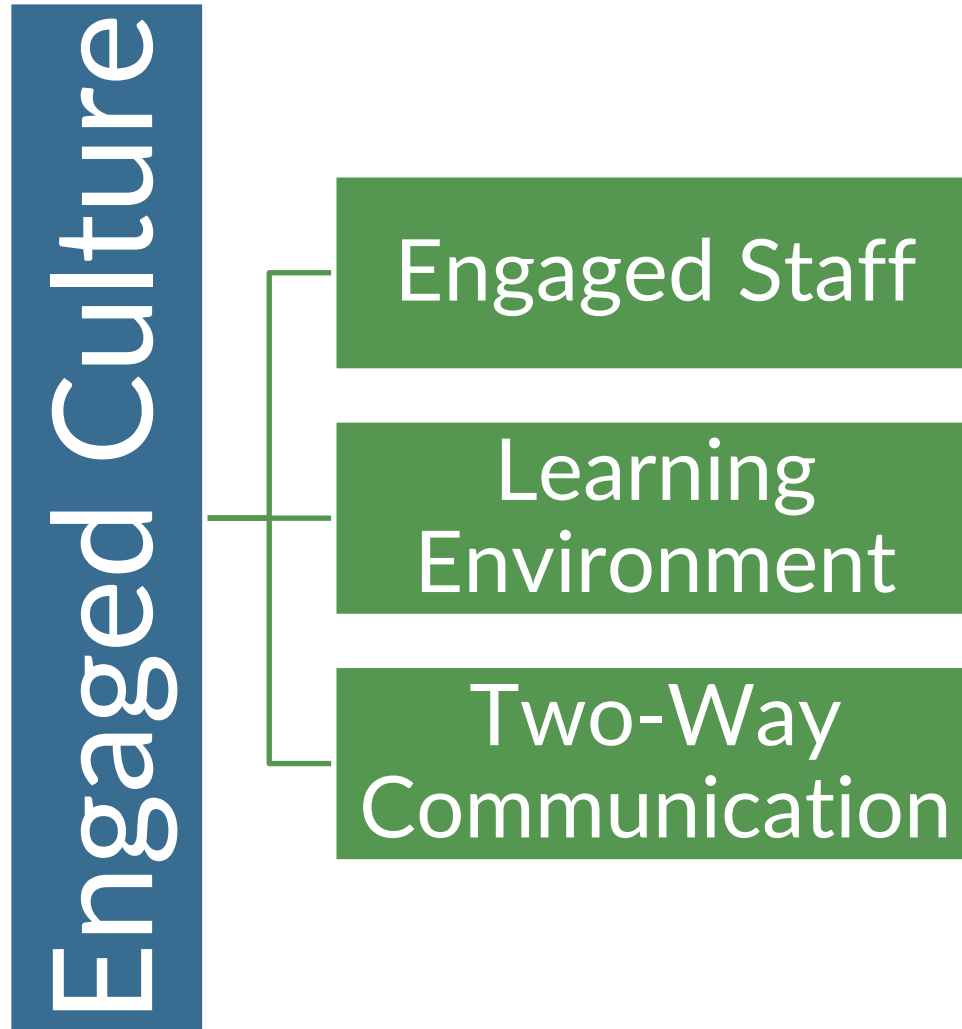 Engaged Culture
Engaged Staff
Learning
Environment
Two-Way
Communication